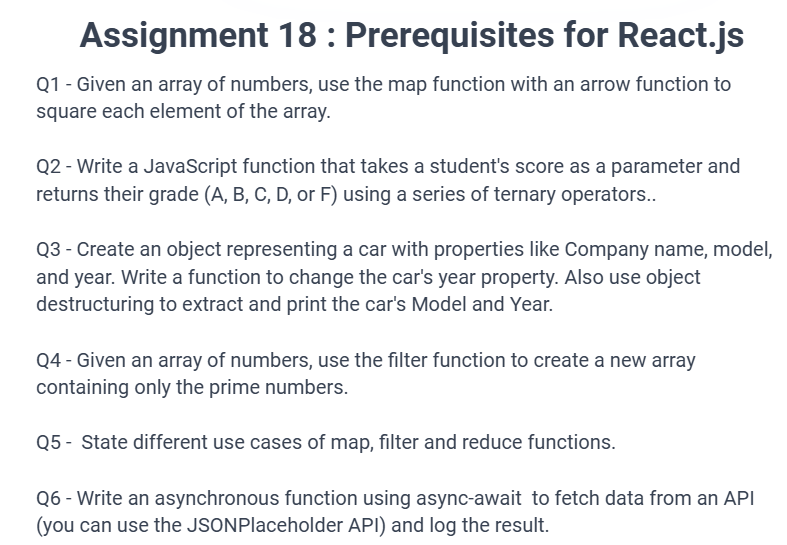 Assignment 18 : Prerequisites for React.js
Q1 - Given an array of numbers, use the map function with an arrow function to
square each element of the array.
Q2 - Write a JavaScript function that takes a student's score as a parameter and
returns their grade (A, B, C, D, or F) using a series of ternary operators..
Q3 - Create an object representing a car with properties like Company name, model,
and year. Write a function to change the car's year property. Also use object
destructuring to extract and print the car's Model and Year.
Q4 - Given an array of numbers, use the filter function to create a new array
containing only the prime numbers.
Q5 -  State different use cases of map, filter and reduce functions.
Q6 - Write an asynchronous function using async-await  to fetch data from an API
(you can use the JSONPlaceholder API) and log the result.